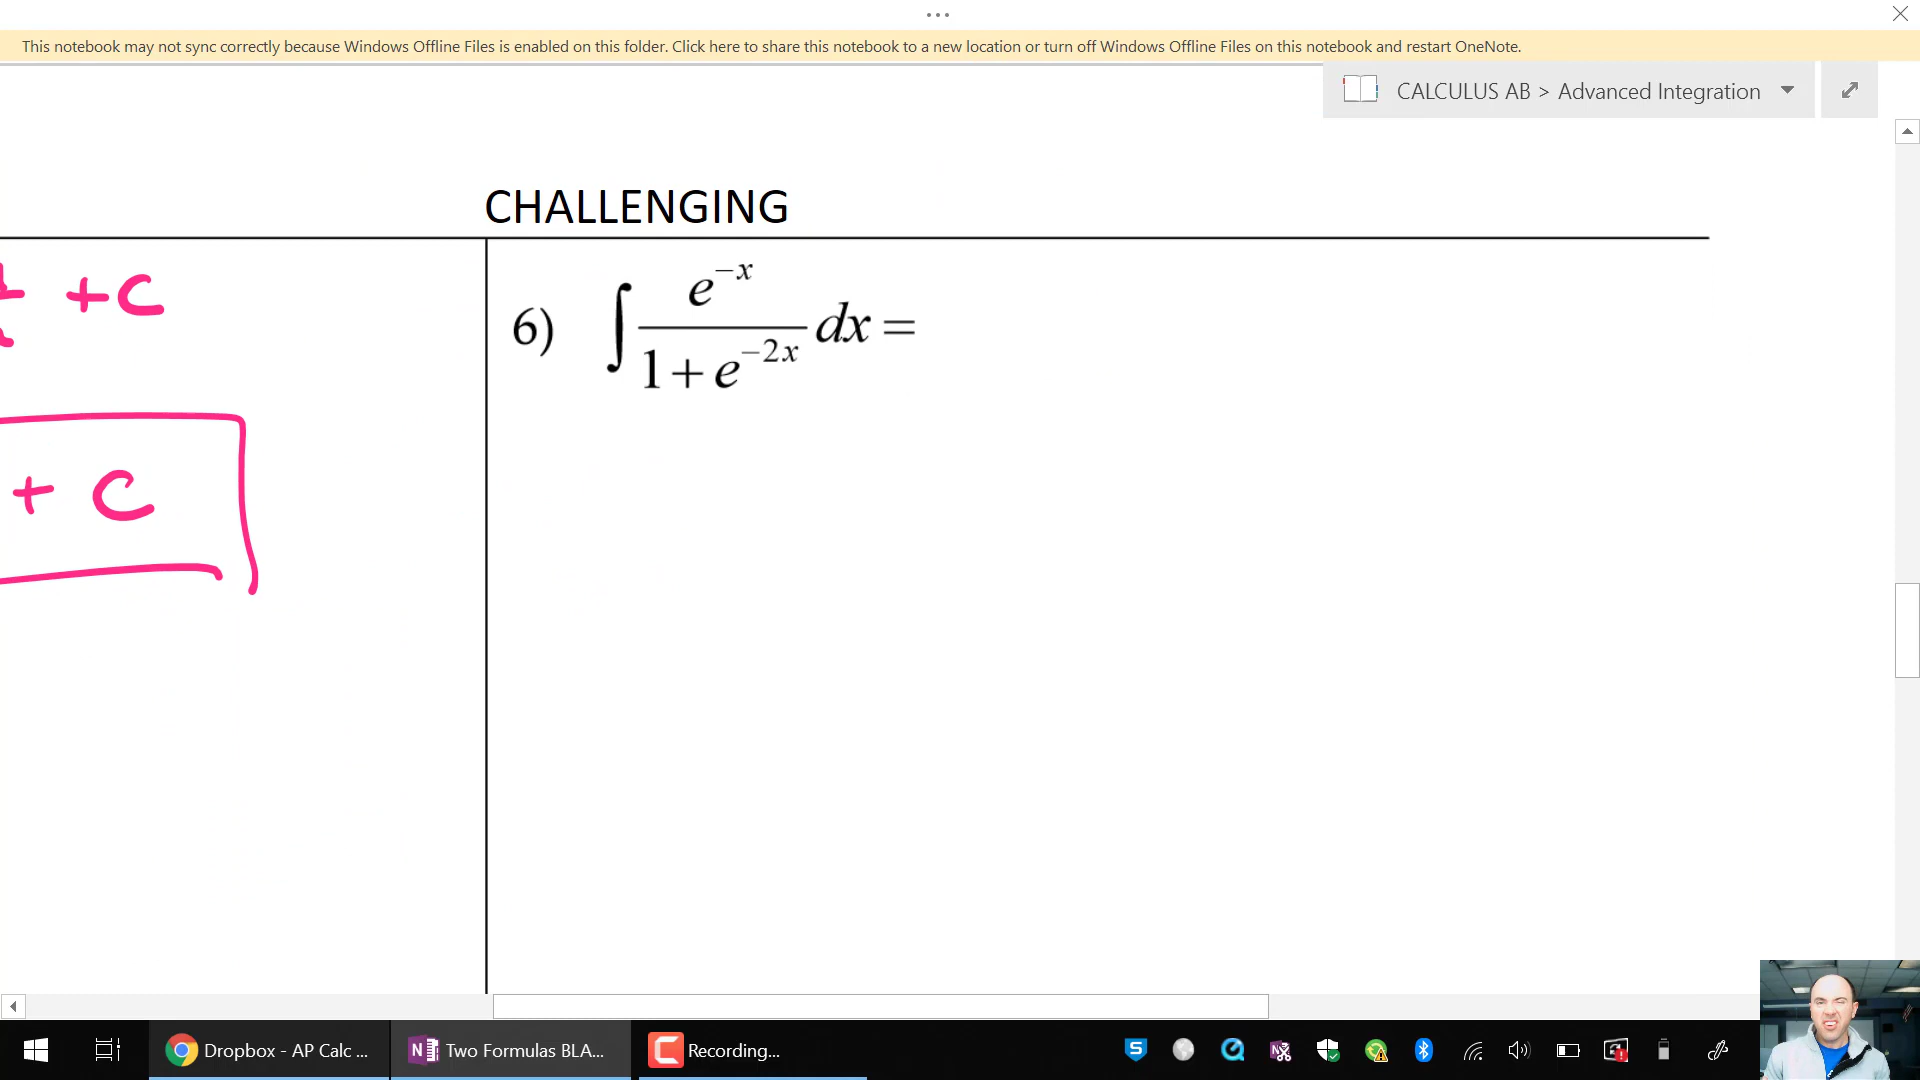 This notebook may not sync correctly because Windows Offline Files is enabled on this folder. Click here to share this notebook to a new location or turn off Windows Offline Files on this notebook and restart OneNote.
CALCULUS AB > Advanced Integration
CHALLENGING
+C
6) ∫ e^{-x} / (1+e^{-2x}) dx =
+ C
Dropbox - AP Calc ...
Two Formulas BLA...
Recording...